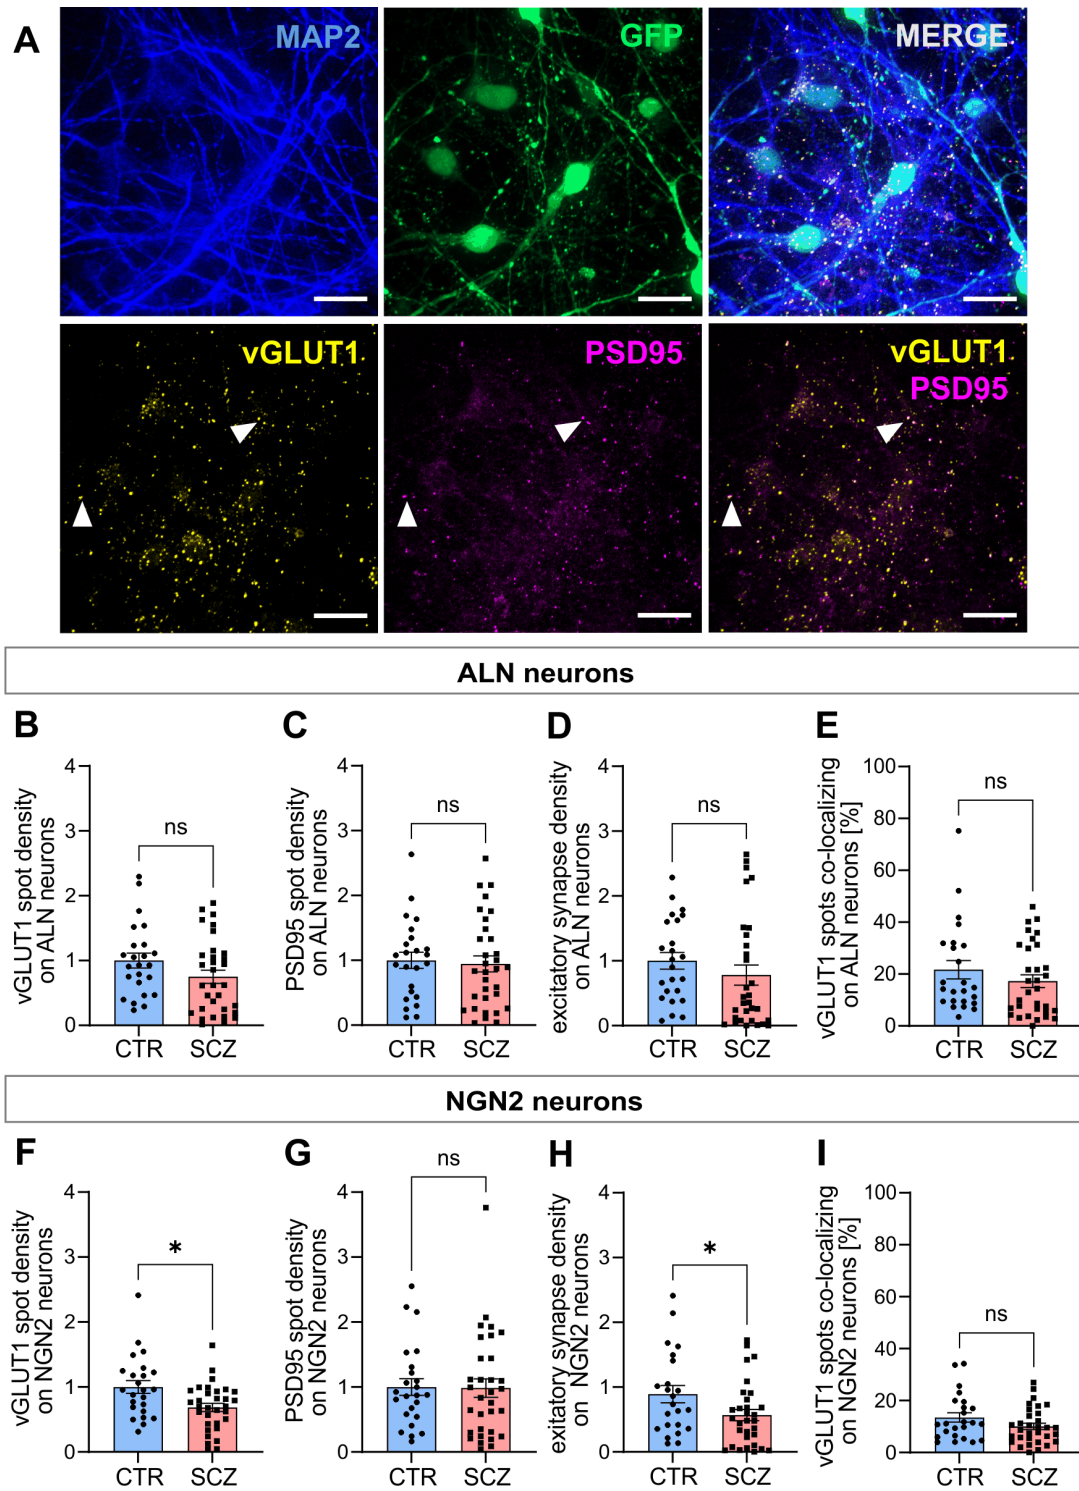 A
MAP2
GFP
MERGE
vGLUT1
PSD95
vGLUT1
PSD95
ALN neurons
B
vGLUT1 spot density
on ALN neurons
4
3
2
1
0
ns
CTR
SCZ
C
PSD95 spot density
on ALN neurons
4
3
2
1
0
ns
CTR
SCZ
D
excitatory synapse density
on ALN neurons
4
3
2
1
0
ns
CTR
SCZ
E
vGLUT1 spots co-localizing
on ALN neurons [%]
100
80
60
40
20
0
ns
CTR
SCZ
NGN2 neurons
F
vGLUT1 spot density
on NGN2 neurons
4
3
2
1
0
*
CTR
SCZ
G
PSD95 spot density
on NGN2 neurons
4
3
2
1
0
ns
CTR
SCZ
H
exitatory synapse density
on NGN2 neurons
4
3
2
1
0
*
CTR
SCZ
I
vGLUT1 spots co-localizing
on NGN2 neurons [%]
100
80
60
40
20
0
ns
CTR
SCZ